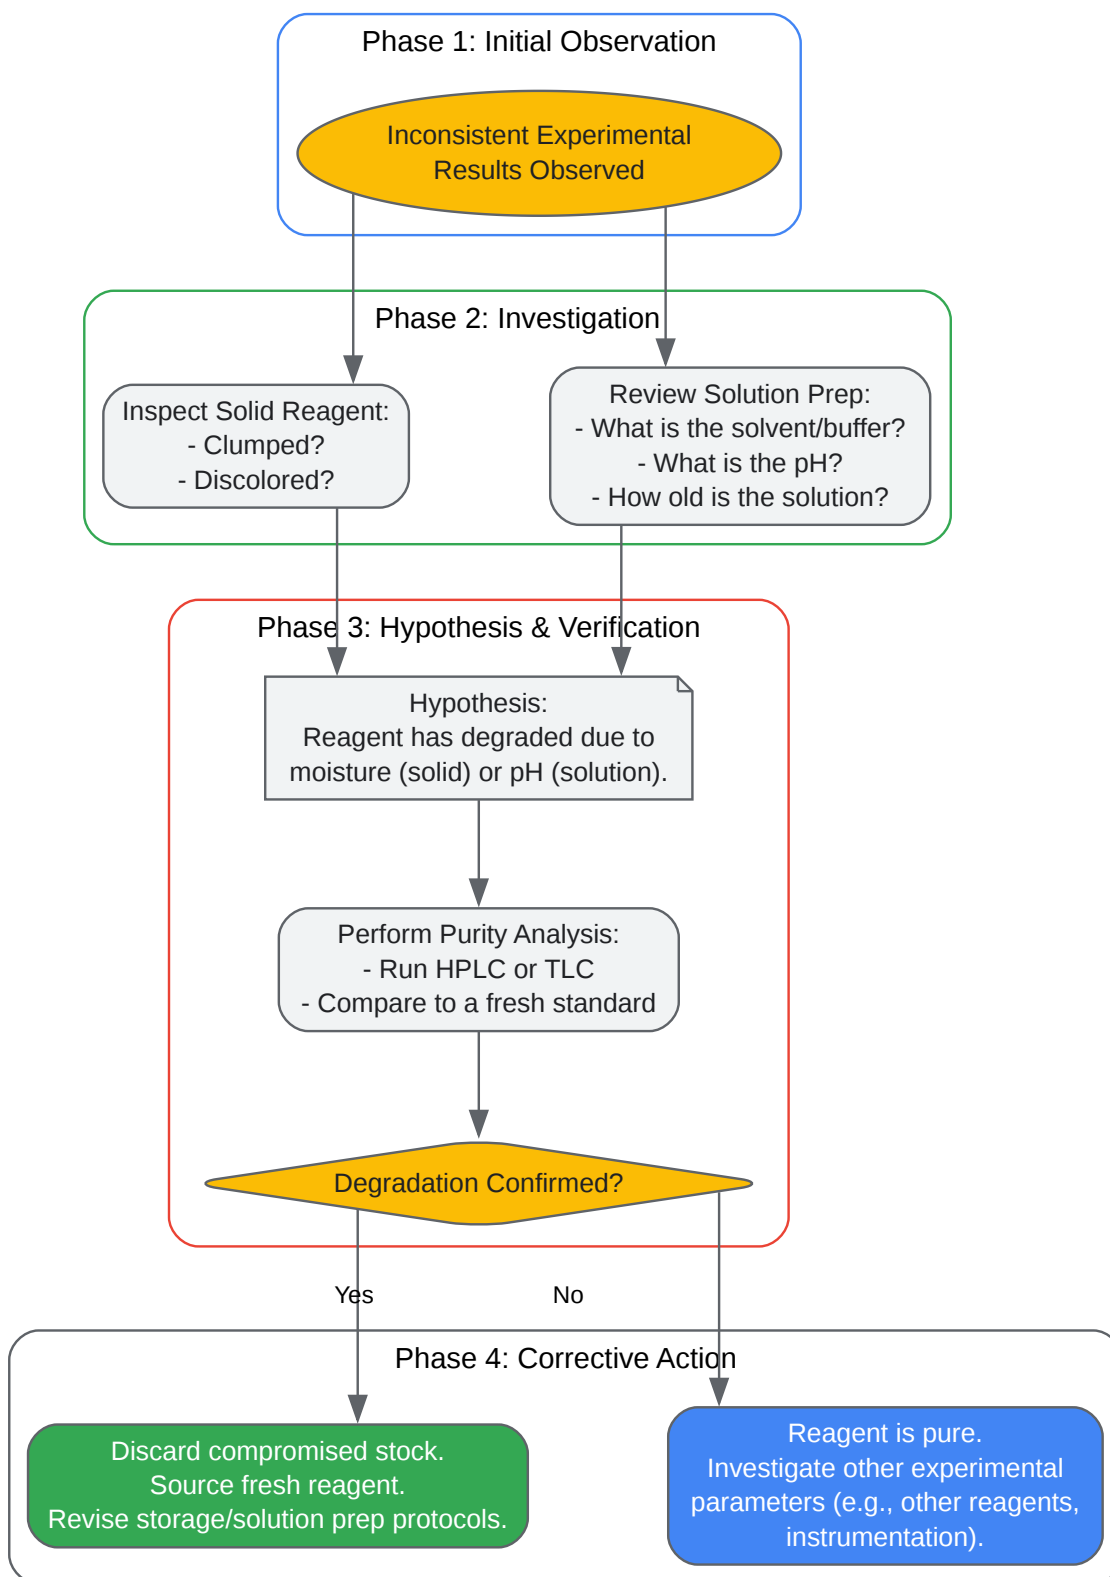 Phase 1: Initial Observation
Inconsistent Experimental
Results Observed
Phase 2: Investigation
Inspect Solid Reagent:
- Clumped?
- Discolored?
Review Solution Prep:
- What is the solvent/buffer?
- What is the pH?
- How old is the solution?
Phase 3: Hypothesis & Verification
Hypothesis:
Reagent has degraded due to
moisture (solid) or pH (solution).
Perform Purity Analysis:
- Run HPLC or TLC
- Compare to a fresh standard
Degradation Confirmed?
Yes
No
Phase 4: Corrective Action
Discard compromised stock.
Source fresh reagent.
Revise storage/solution prep protocols.
Reagent is pure.
Investigate other experimental
parameters (e.g., other reagents,
instrumentation).